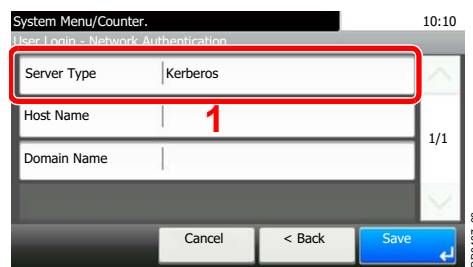 System Menu/Counter.
10:10
User Login - Network Authentication
Server Type Kerberos
Host Name
1
1/1
Domain Name
Cancel < Back Save